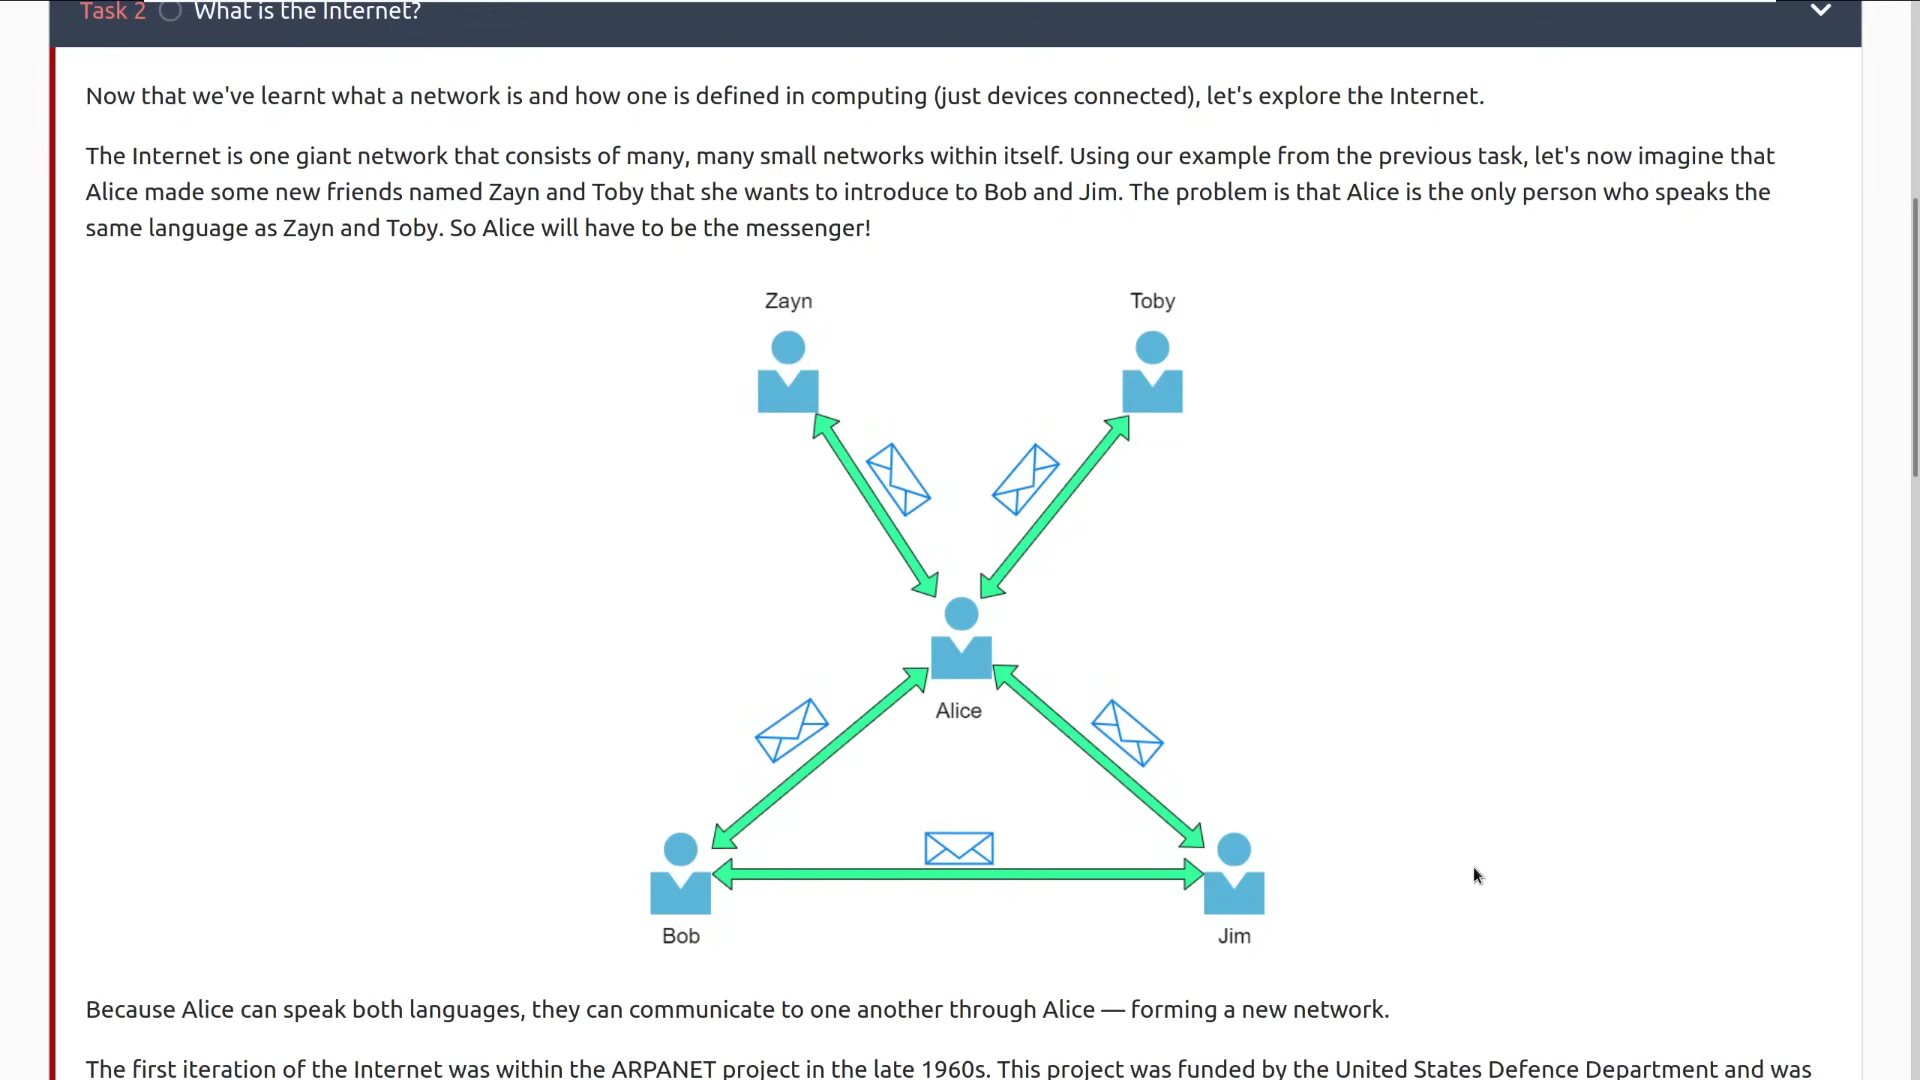 Task 2 What is the Internet?
Now that we've learnt what a network is and how one is defined in computing (just devices connected), let's explore the Internet.
The Internet is one giant network that consists of many, many small networks within itself. Using our example from the previous task, let's now imagine that
Alice made some new friends named Zayn and Toby that she wants to introduce to Bob and Jim. The problem is that Alice is the only person who speaks the
same language as Zayn and Toby. So Alice will have to be the messenger!
Zayn
Toby
Alice
Bob
Jim
Because Alice can speak both languages, they can communicate to one another through Alice — forming a new network.
The first iteration of the Internet was within the ARPANET project in the late 1960s. This project was funded by the United States Defence Department and was